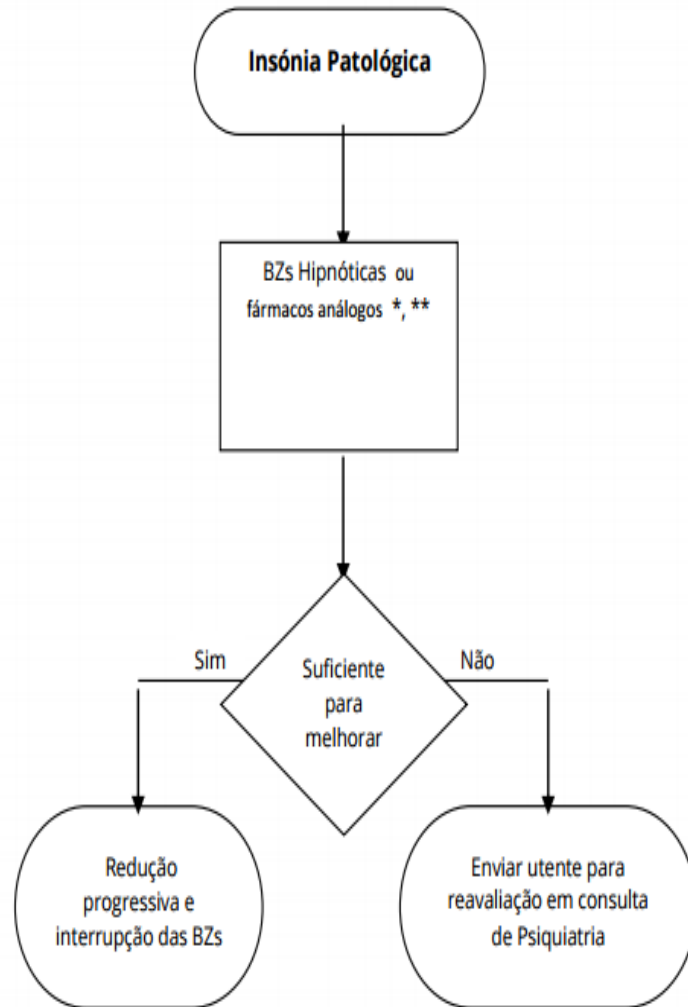 Insónia Patológica
BZs Hipnóticas ou
fármacos análogos *, **
Sim
Não
Suficiente
para
melhorar
Redução
progressiva e
interrupção das BZs
Enviar utente para
reavaliação em consulta
de Psiquiatria